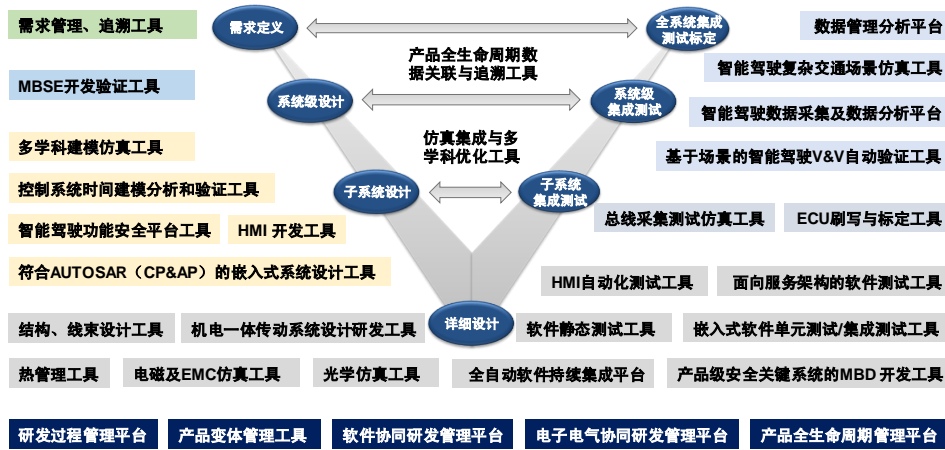 需求管理、追溯工具
需求定义
全系统集成
测试标定
数据管理分析平台
产品全生命周期数
据关联与追溯工具
智能驾驶复杂交通场景仿真工具
MBSE开发验证工具
系统级设计
系统级
集成测试
智能驾驶数据采集及数据分析平台
仿真集成与多
学科优化工具
多学科建模仿真工具
基于场景的智能驾驶V&V自动验证工具
控制系统时间建模分析和验证工具
子系统设计
子系统
集成测试
总线采集测试仿真工具
ECU刷写与标定工具
智能驾驶功能安全平台工具
HMI 开发工具
符合AUTOSAR（CP&AP）的嵌入式系统设计工具
HMI自动化测试工具
面向服务架构的软件测试工具
结构、线束设计工具
机电一体传动系统设计研发工具
详细设计
软件静态测试工具
嵌入式软件单元测试/集成测试工具
热管理工具
电磁及EMC仿真工具
光学仿真工具
全自动软件持续集成平台
产品级安全关键系统的MBD 开发工具
研发过程管理平台
产品变体管理工具
软件协同研发管理平台
电子电气协同研发管理平台
产品全生命周期管理平台